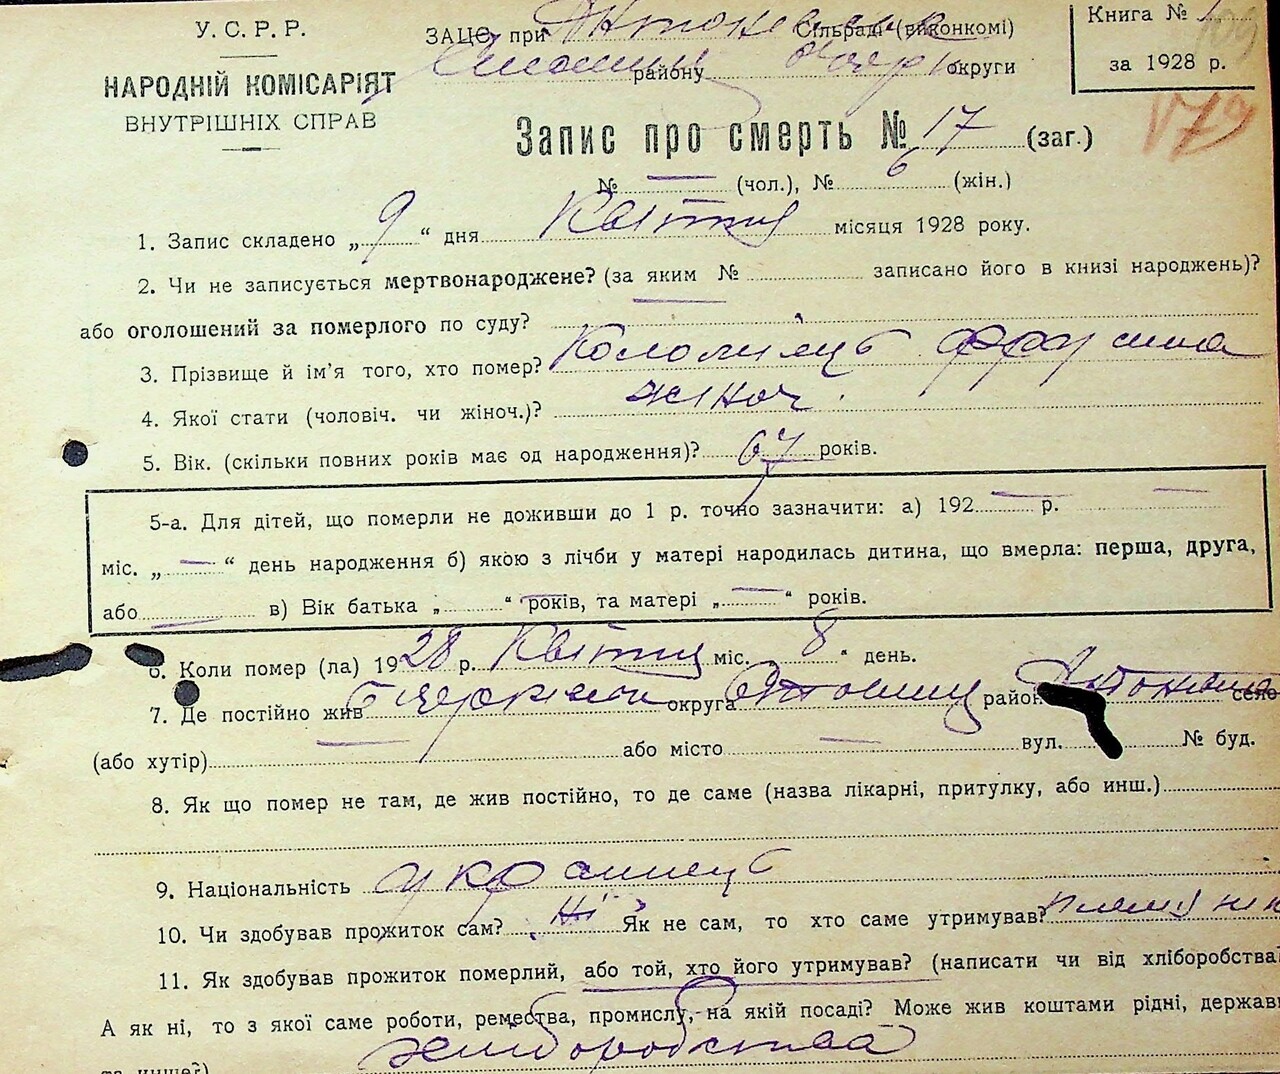 У. С. Р. Р.
НАРОДНІЙ КОМІСАРІЯТ
ВНУТРІШНІХ СПРАВ
ЗАЦС при Сільраді (виконкомі)
району округи
Книга №
за 1928 р.
179
Запис про смерть № 17 (заг.)
№ — (чол.), № 6 (жін.)
1. Запис складено „ 9 “ дня Квітня місяця 1928 року.
2. Чи не записується мертвонароджене? (за яким № записано його в книзі народжень)?
або оголошений за померлого по суду?
3. Прізвище й ім'я того, хто помер? Коломієць
4. Якої стати (чоловіч. чи жіноч.)? жіноч.
5. Вік. (скільки повних років має од народження)? 67 років.
5-а. Для дітей, що померли не доживши до 1 р. точно зазначити: а) 192 — р. —
міс. „ — “ день народження б) якою з лічби у матері народилась дитина, що вмерла: перша, друга,
або — в) Вік батька „ — “ років, та матері „ — “ років.
6. Коли помер (ла) 1928 р. Квітня міс. „ 8 “ день.
7. Де постійно жив округа район село
(або хутір) — або місто — вул. № буд.
8. Як що помер не там, де жив постійно, то де саме (назва лікарні, притулку, або инш.)
9. Національність українець
10. Чи здобував прожиток сам? Ні Як не сам, то хто саме утримував?
11. Як здобував прожиток померлий, або той, хто його утримував? (написати чи від хліборобства
А як ні, то з якої саме роботи, ремества, промислу, на якій посаді? Може жив коштами рідні, держави
та инше?) хліборобства